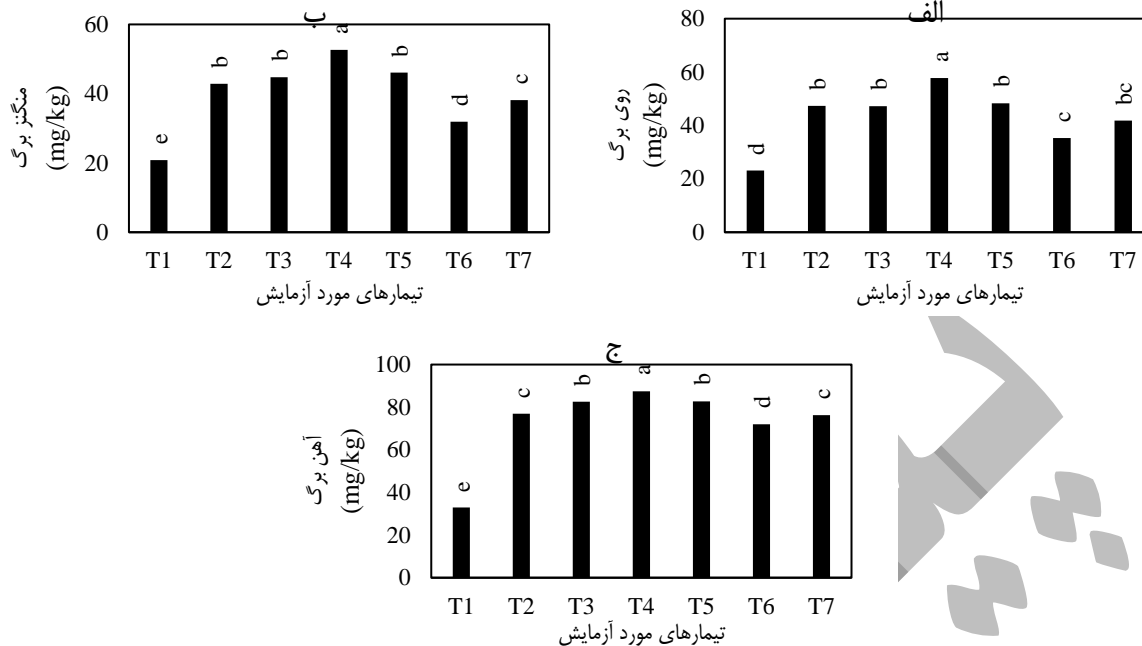 الف
روی برگ
(mg/kg)
80
60
40
20
0
d
b
b
a
b
c
bc
T1 T2 T3 T4 T5 T6 T7
تیمارهای مورد آزمایش
ب
منگنز برگ
(mg/kg)
60
40
20
0
e
b
b
a
b
d
c
T1 T2 T3 T4 T5 T6 T7
تیمارهای مورد آزمایش
ج
آهن برگ
(mg/kg)
100
80
60
40
20
0
e
c
b
a
b
d
c
T1 T2 T3 T4 T5 T6 T7
تیمارهای مورد آزمایش